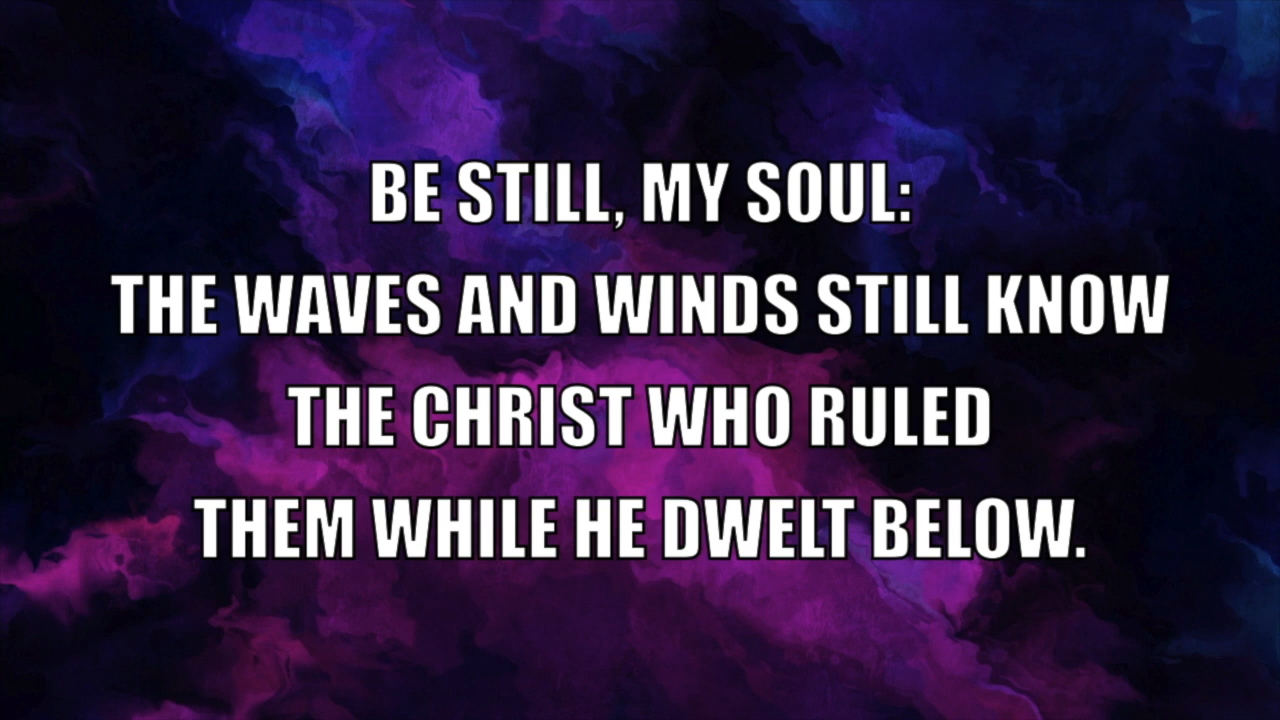 BE STILL, MY SOUL:
THE WAVES AND WINDS STILL KNOW
THE CHRIST WHO RULED
THEM WHILE HE DWELT BELOW.